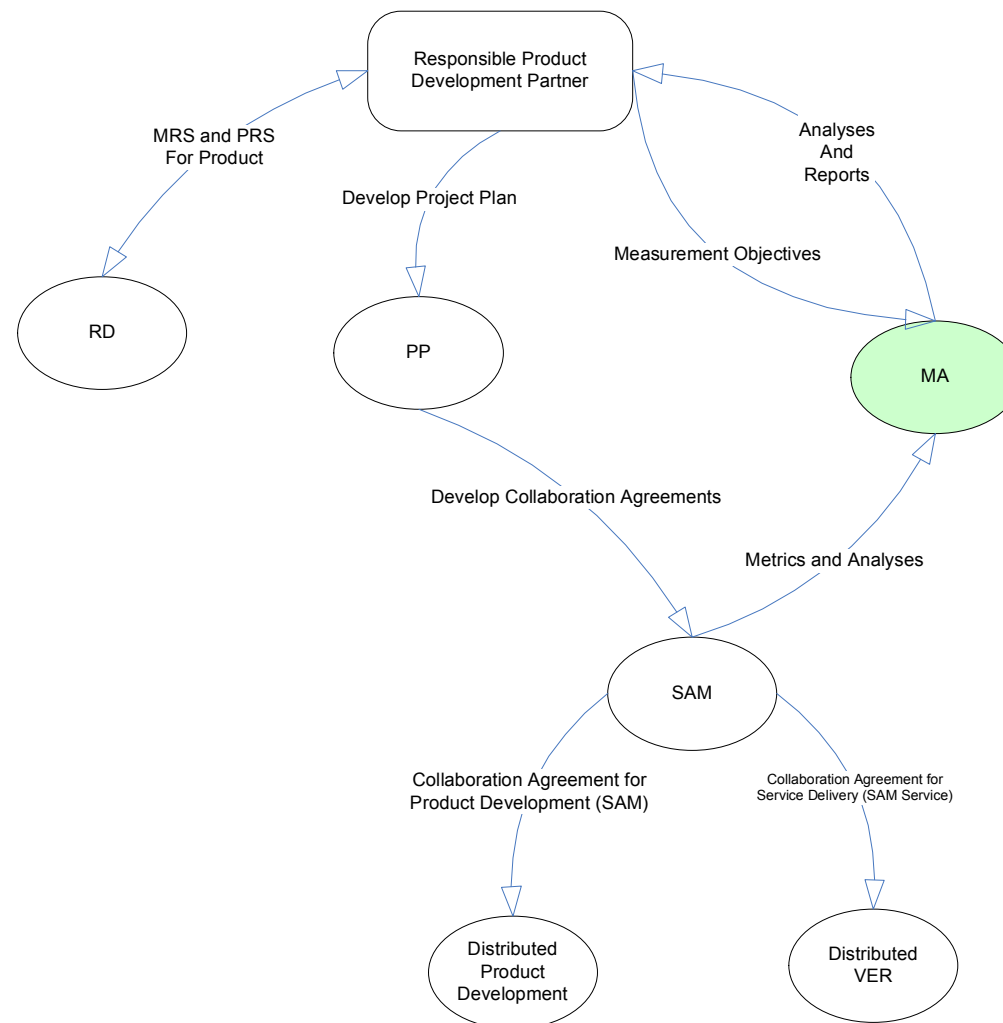 Responsible Product
Development Partner
MRS and PRS
For Product
Analyses
And
Reports
Develop Project Plan
Measurement Objectives
RD
PP
MA
Develop Collaboration Agreements
Metrics and Analyses
SAM
Collaboration Agreement for
Product Development (SAM)
Collaboration Agreement for
Service Delivery (SAM Service)
Distributed
Product
Development
Distributed
VER